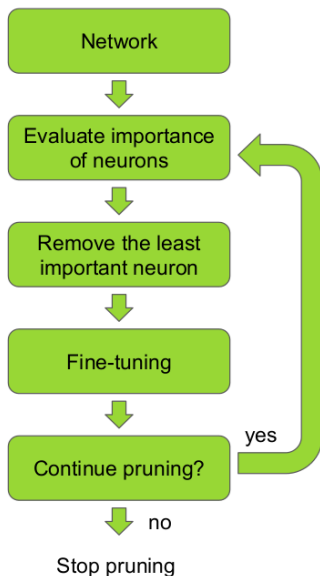 Network
Evaluate importance
of neurons
Remove the least
important neuron
Fine-tuning
Continue pruning?
yes
no
Stop pruning